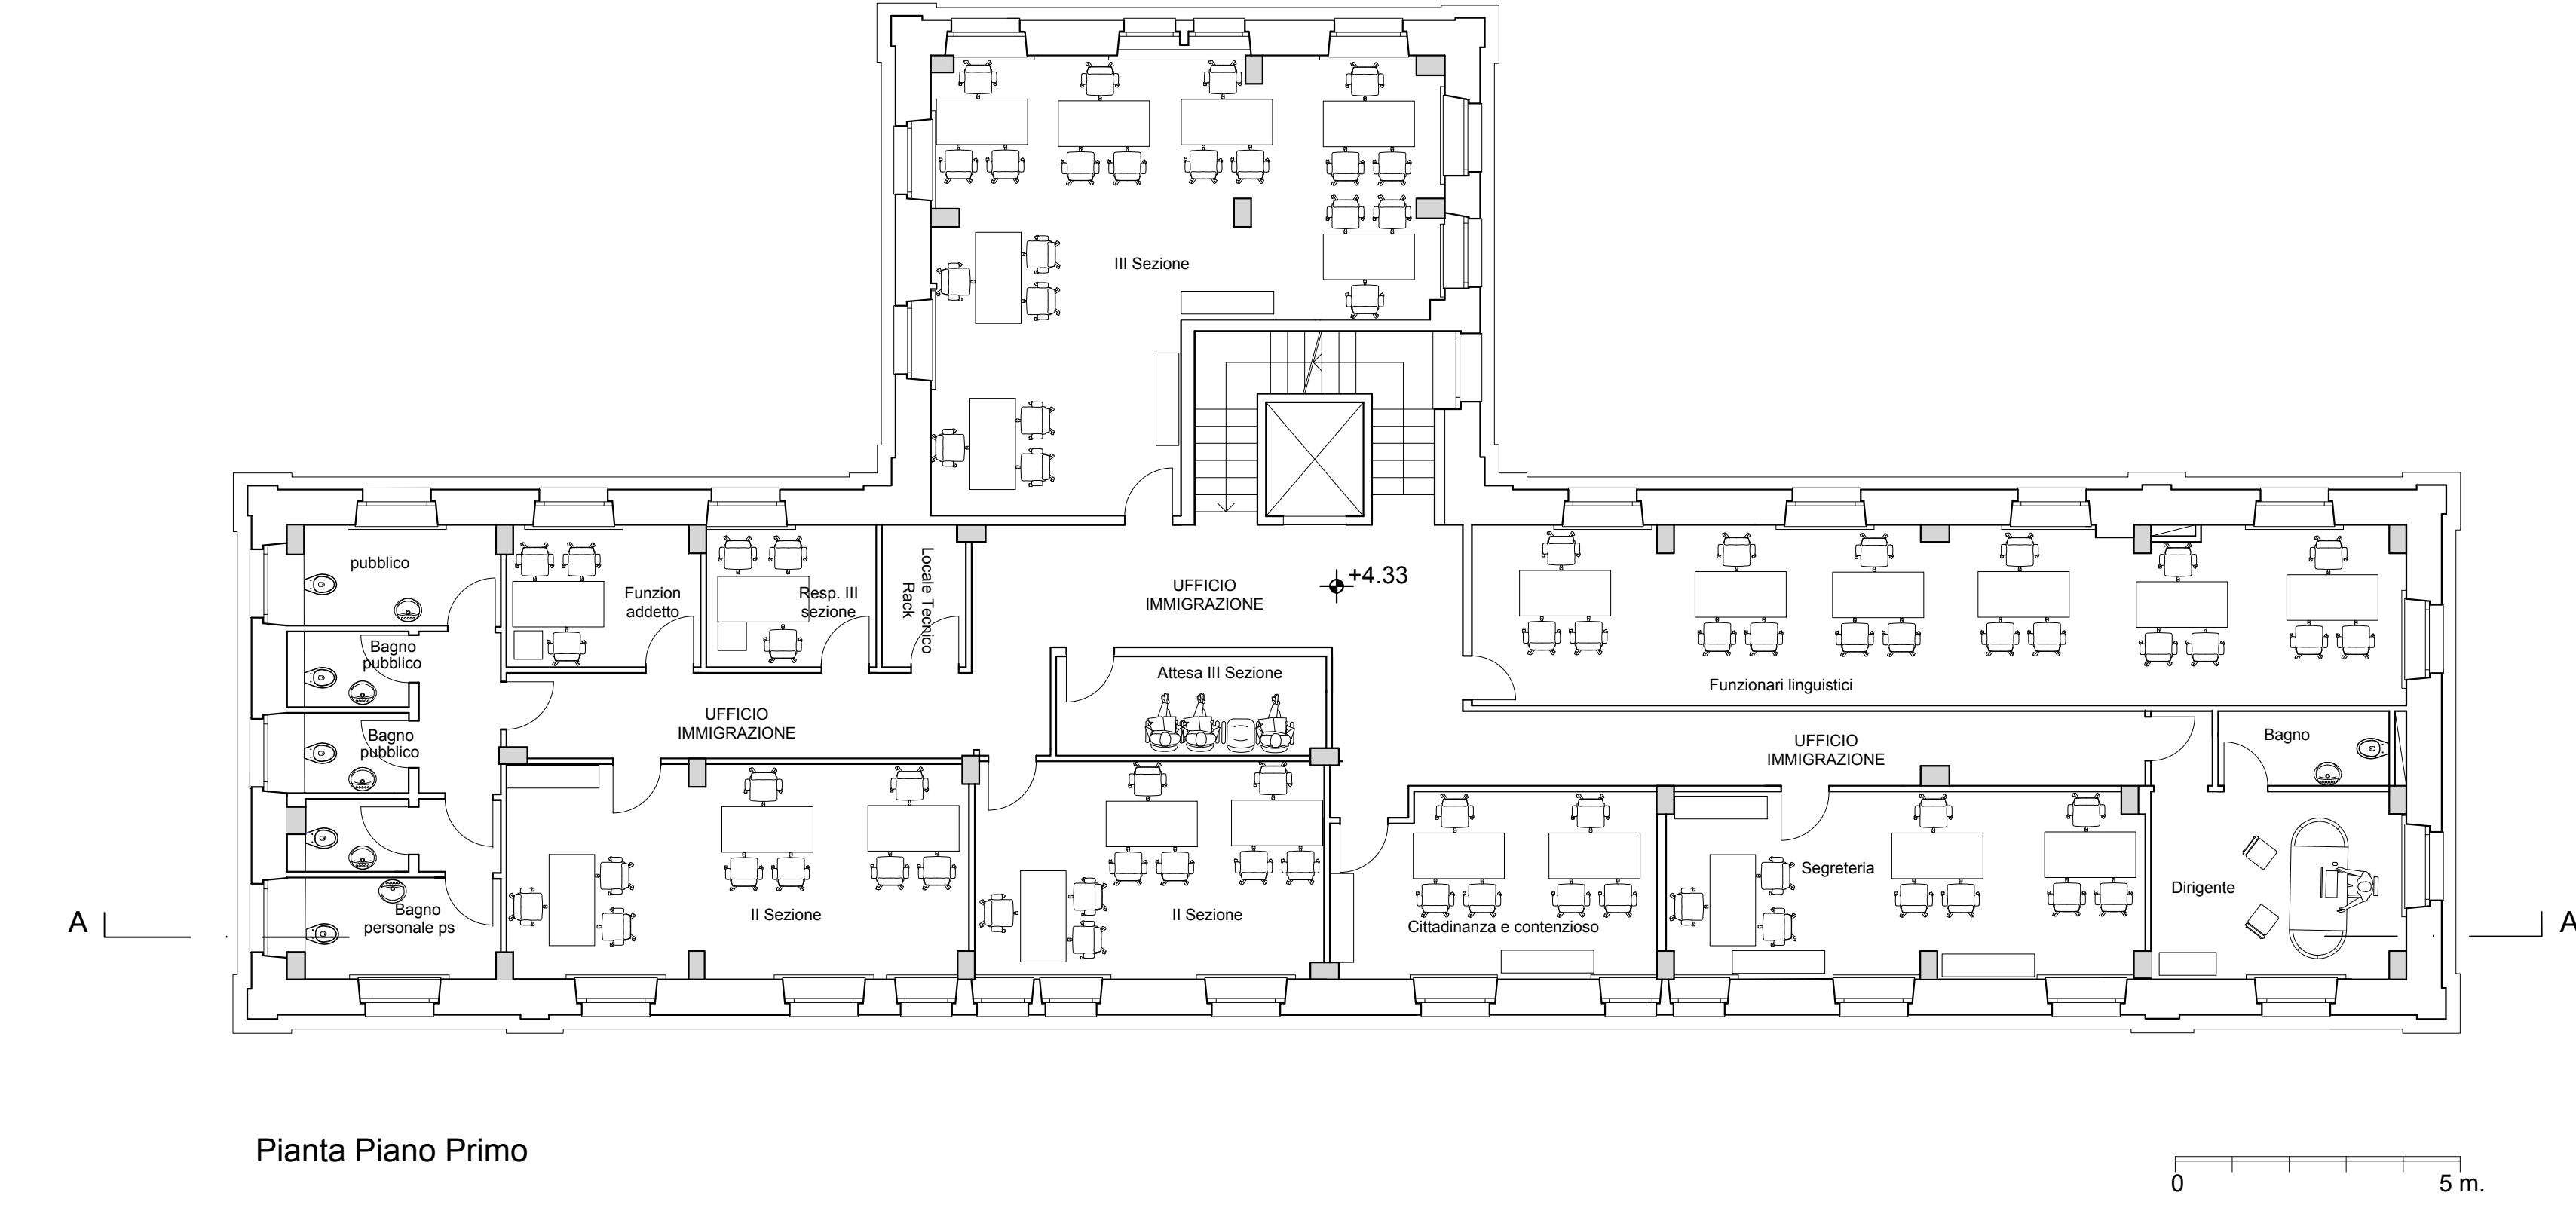 III Sezione
pubblico
Funzion
addetto
Resp. III
sezione
Locale Tecnico
Rack
UFFICIO
IMMIGRAZIONE
+4.33
Bagno
pubblico
Attesa III Sezione
Funzionari linguistici
UFFICIO
IMMIGRAZIONE
Bagno
pubblico
UFFICIO
IMMIGRAZIONE
Bagno
Segreteria
Dirigente
Bagno
personale ps
II Sezione
II Sezione
Cittadinanza e contenzioso
A
A
Pianta Piano Primo
0
5 m.